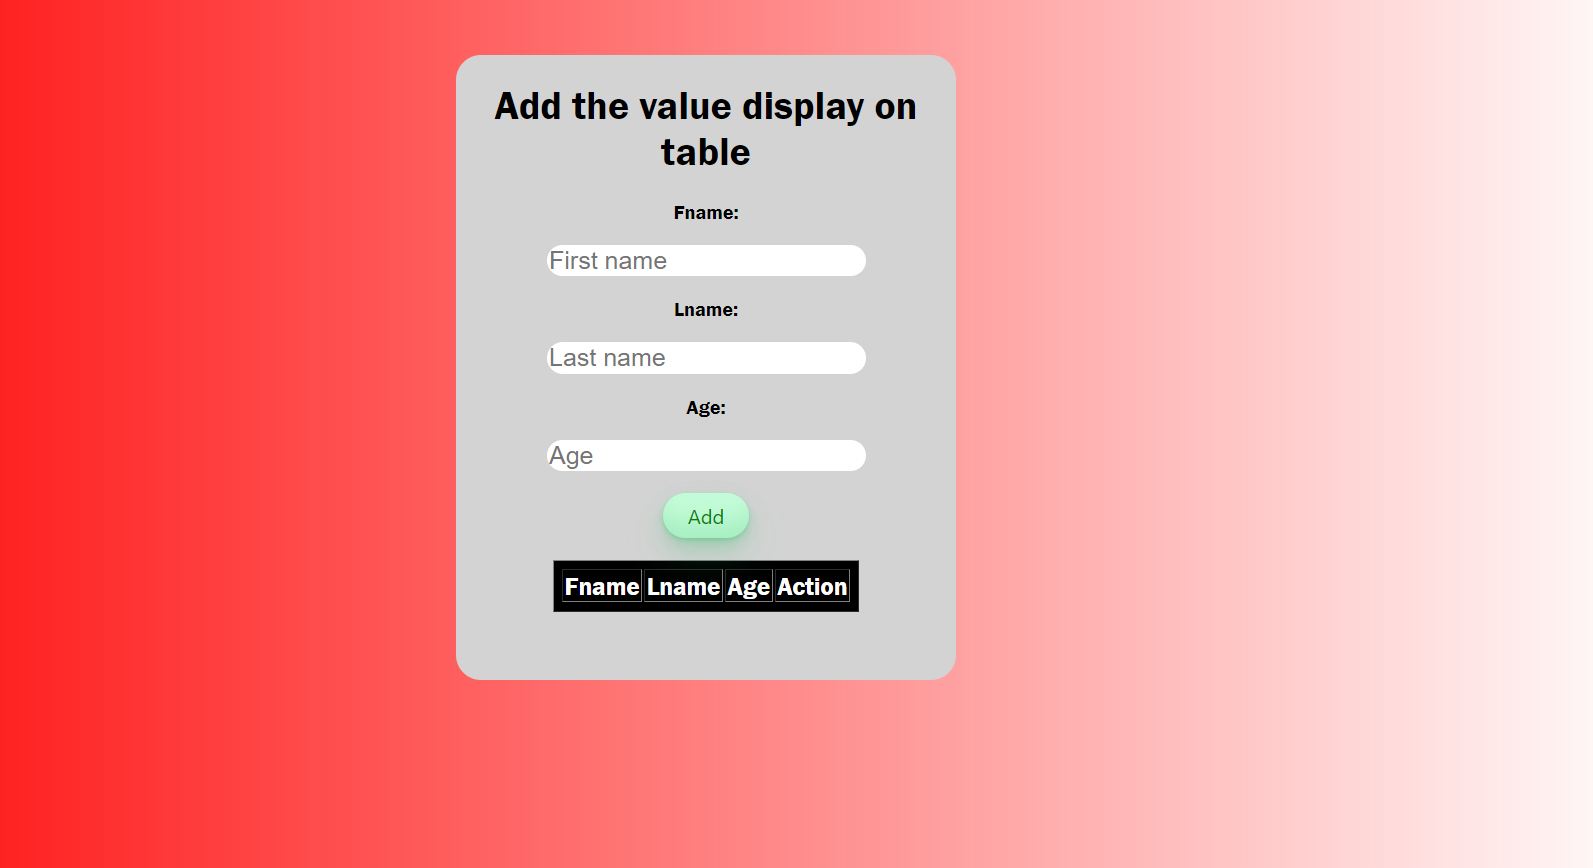 Add the value display on
table
Fname:
First name
Lname:
Last name
Age:
Age
Add
Fname Lname Age Action